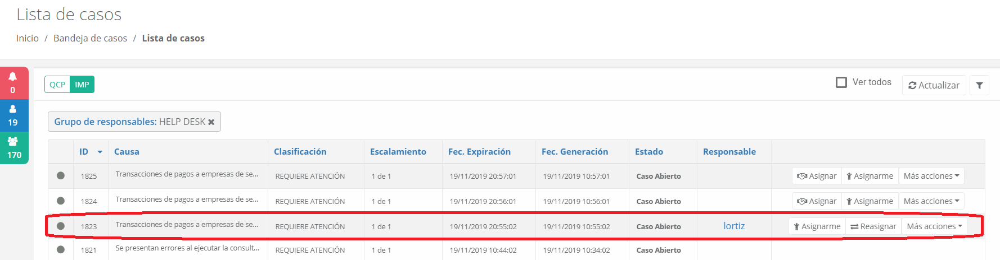 Lista de casos
Inicio / Bandeja de casos / Lista de casos
0
19
170
QCP IMP Ver todos Actualizar
Grupo de responsables: HELP DESK
ID Causa Clasificación Escalamiento Fec. Expiración Fec. Generación Estado Responsable
1825 Transacciones de pagos a empresas de se... REQUIERE ATENCIÓN 1 de 1 19/11/2019 20:57:01 19/11/2019 10:57:01 Caso Abierto Asignar Asignarme Más acciones
1824 Transacciones de pagos a empresas de se... REQUIERE ATENCIÓN 1 de 1 19/11/2019 20:56:01 19/11/2019 10:56:01 Caso Abierto Asignar Asignarme Más acciones
1823 Transacciones de pagos a empresas de se... REQUIERE ATENCIÓN 1 de 1 19/11/2019 20:55:02 19/11/2019 10:55:02 Caso Abierto lortiz Asignarme Reasignar Más acciones
1821 Se presentan errores al ejecutar la consult... REQUIERE ATENCIÓN 1 de 1 19/11/2019 10:44:02 19/11/2019 10:34:02 Caso Abierto